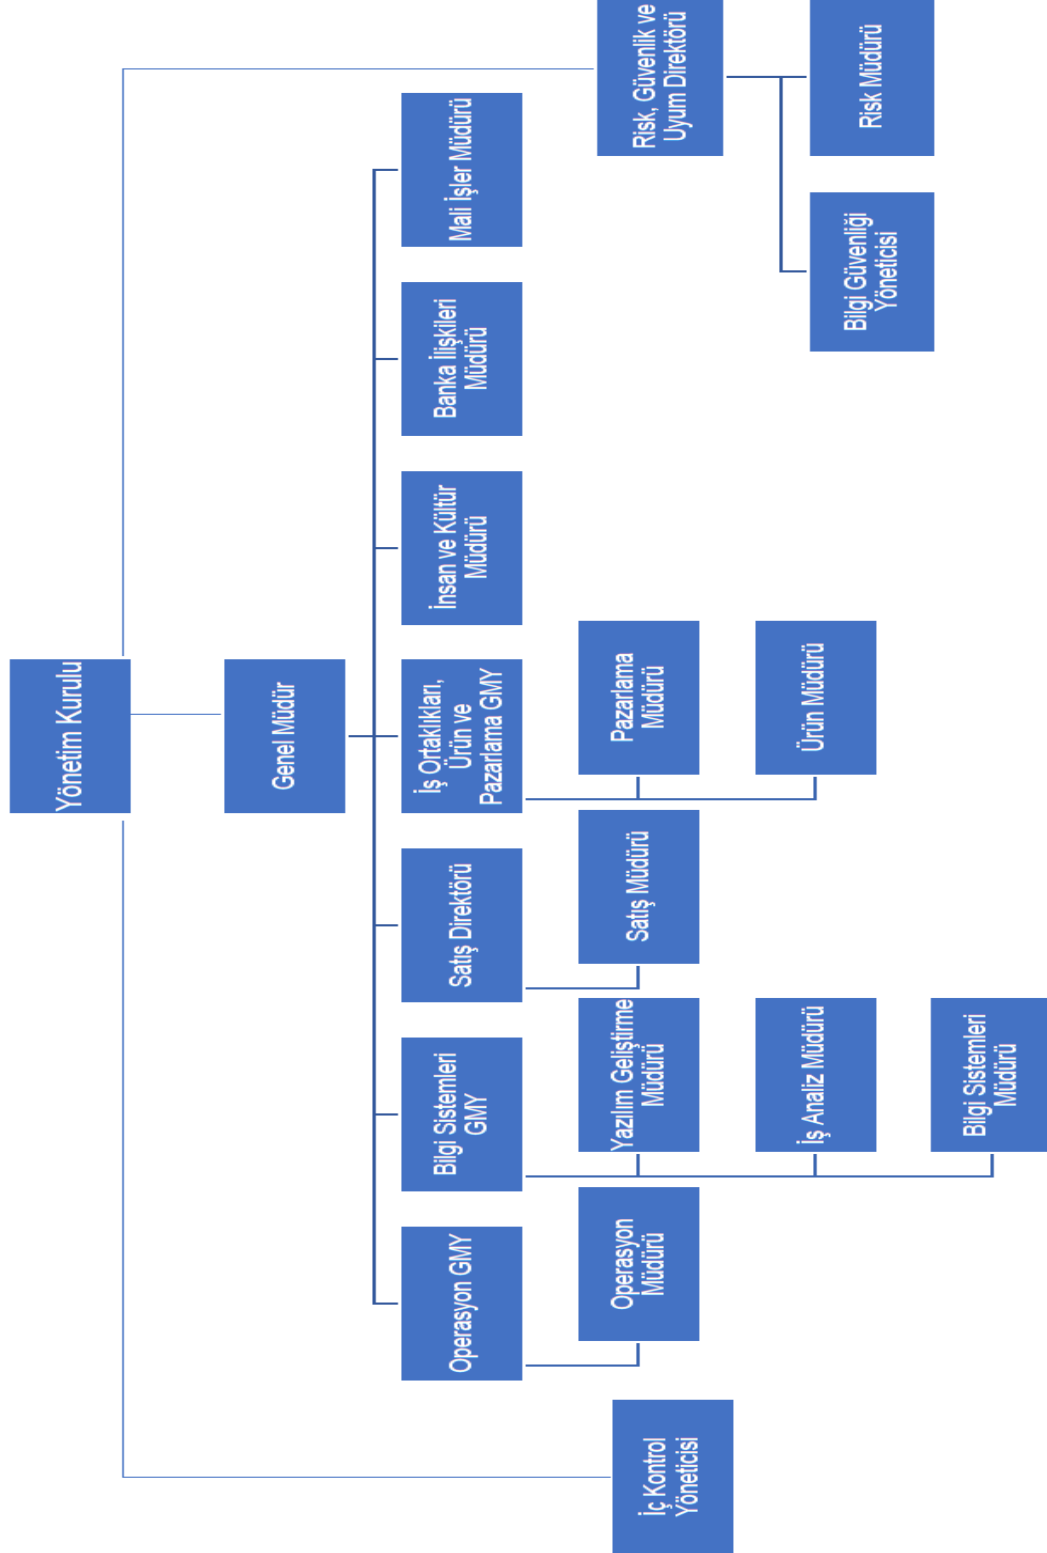 Yönetim Kurulu
Genel Müdür
İç Kontrol
Yöneticisi
Operasyon GMY
Bilgi Sistemleri
GMY
Satış Direktörü
İş Ortaklıkları,
Ürün ve
Pazarlama GMY
İnsan ve Kültür
Müdürü
Banka İlişkileri
Müdürü
Mali İşler Müdürü
Risk, Güvenlik ve
Uyum Direktörü
Operasyon
Müdürü
Yazılım Geliştirme
Müdürü
İş Analiz Müdürü
Bilgi Sistemleri
Müdürü
Satış Müdürü
Pazarlama
Müdürü
Ürün Müdürü
Bilgi Güvenliği
Yöneticisi
Risk Müdürü